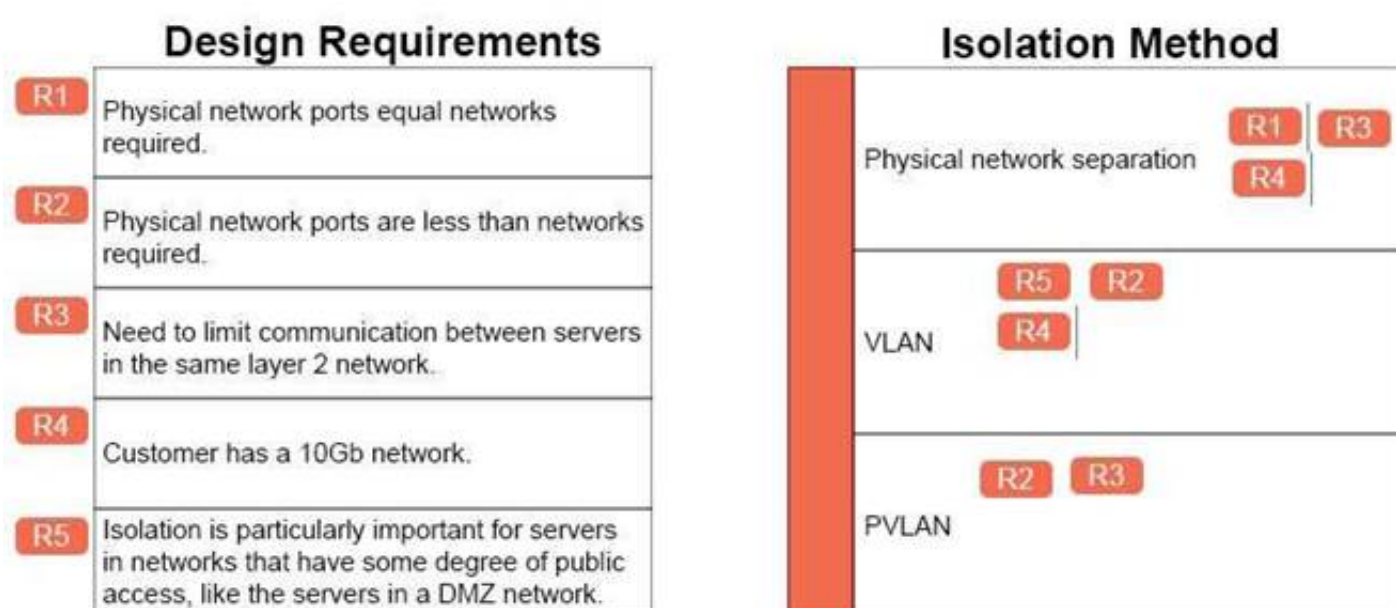 Design Requirements
R1
Physical network ports equal networks
required.
R2
Physical network ports are less than networks
required.
R3
Need to limit communication between servers
in the same layer 2 network.
R4
Customer has a 10Gb network.
R5
Isolation is particularly important for servers
in networks that have some degree of public
access, like the servers in a DMZ network.
Isolation Method
Physical network separation
R1 R3
R4
VLAN
R5 R2
R4
PVLAN
R2 R3